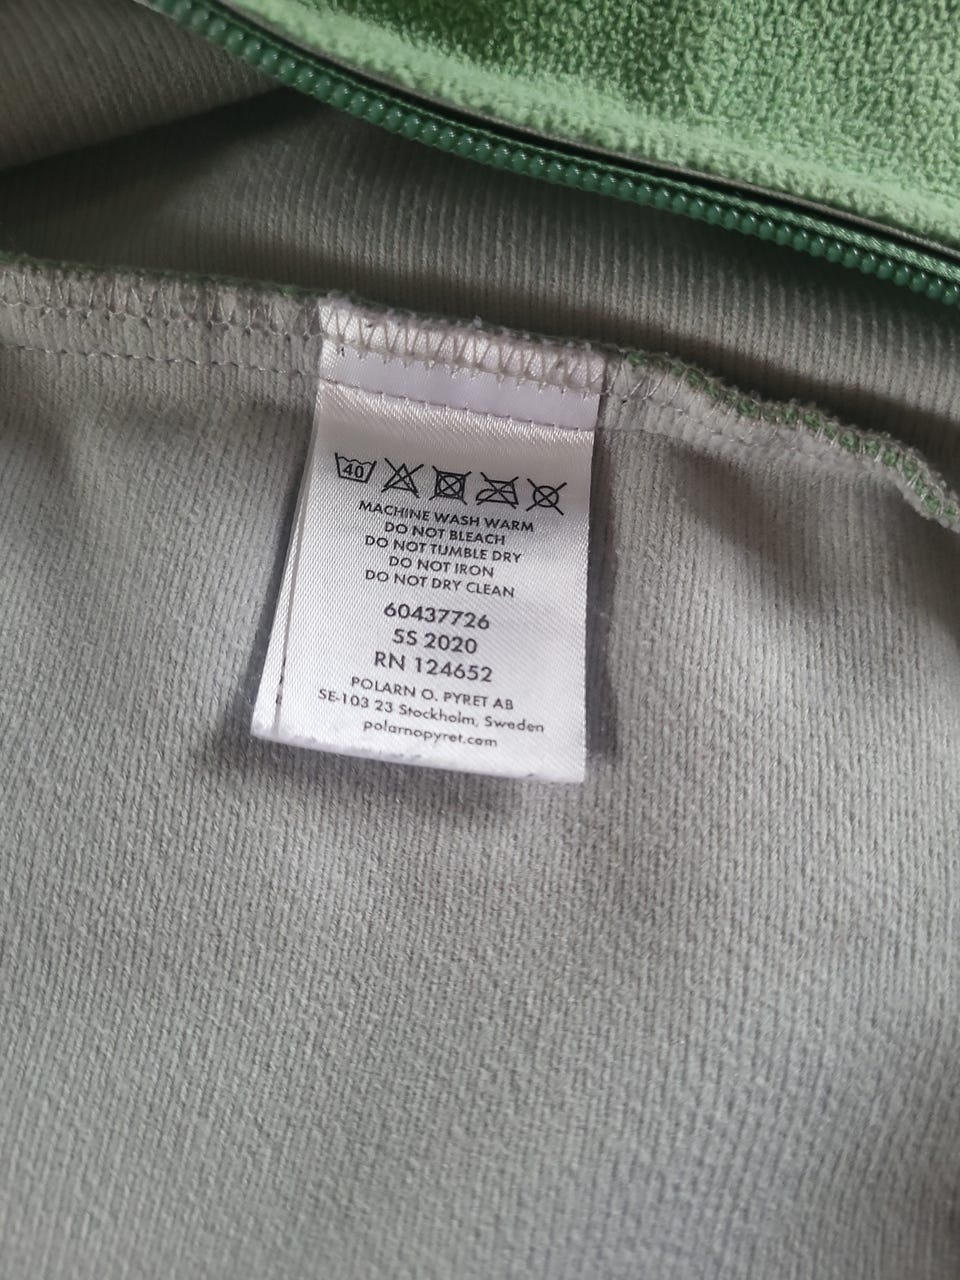 40
MACHINE WASH WARM
DO NOT BLEACH
DO NOT TUMBLE DRY
DO NOT IRON
DO NOT DRY CLEAN
60437726
SS 2020
RN 124652
POLARN O. PYRET AB
SE-103 23 Stockholm, Sweden
polarnopyret.com